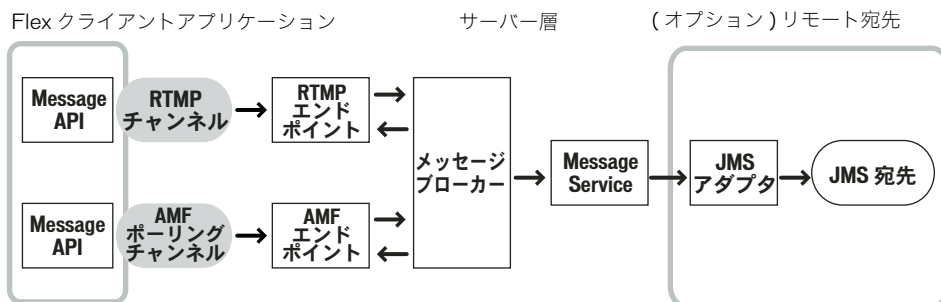 Flex クライアントアプリケーション
サーバー層
( オプション ) リモート宛先
Message
API
RTMP
チャンネル
RTMP
エンド
ポイント
メッセージ
ブローカー
Message
Service
JMS
アダプタ
JMS 宛先
Message
API
AMF
ポーリング
チャンネル
AMF
エンド
ポイント